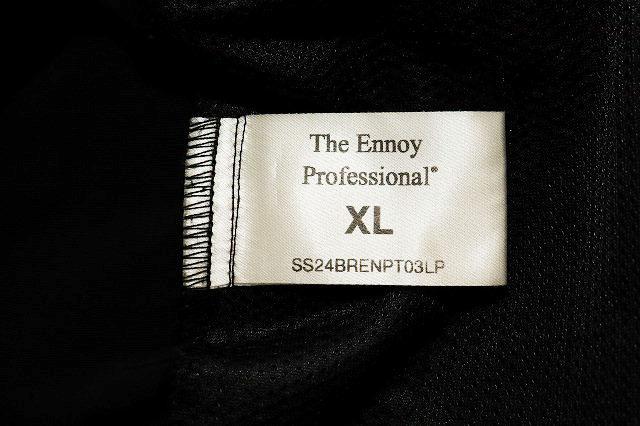 The Ennoy
Professional®
XL
SS24BRENPT03LP